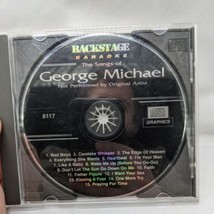 BACKSTAGE
KARAOKE
The Songs of
George Michael
Not Performed by Original Artist
8117
GRAPHICS
1. Bad Boys 2. Careless Whisper 3. The Edge Of Heaven
4. Everything She Wants 5. Heartbeat 6. I'm Your Man
7. Like A Baby 8. Wake Me Up (Before You Go-Go)
9. Don't Let The Sun Go Down On Me 10. Faith
11. Father Figure 12. I Want Your Sex
13. Kissing A Fool 14. One More Try
15. Praying For Time